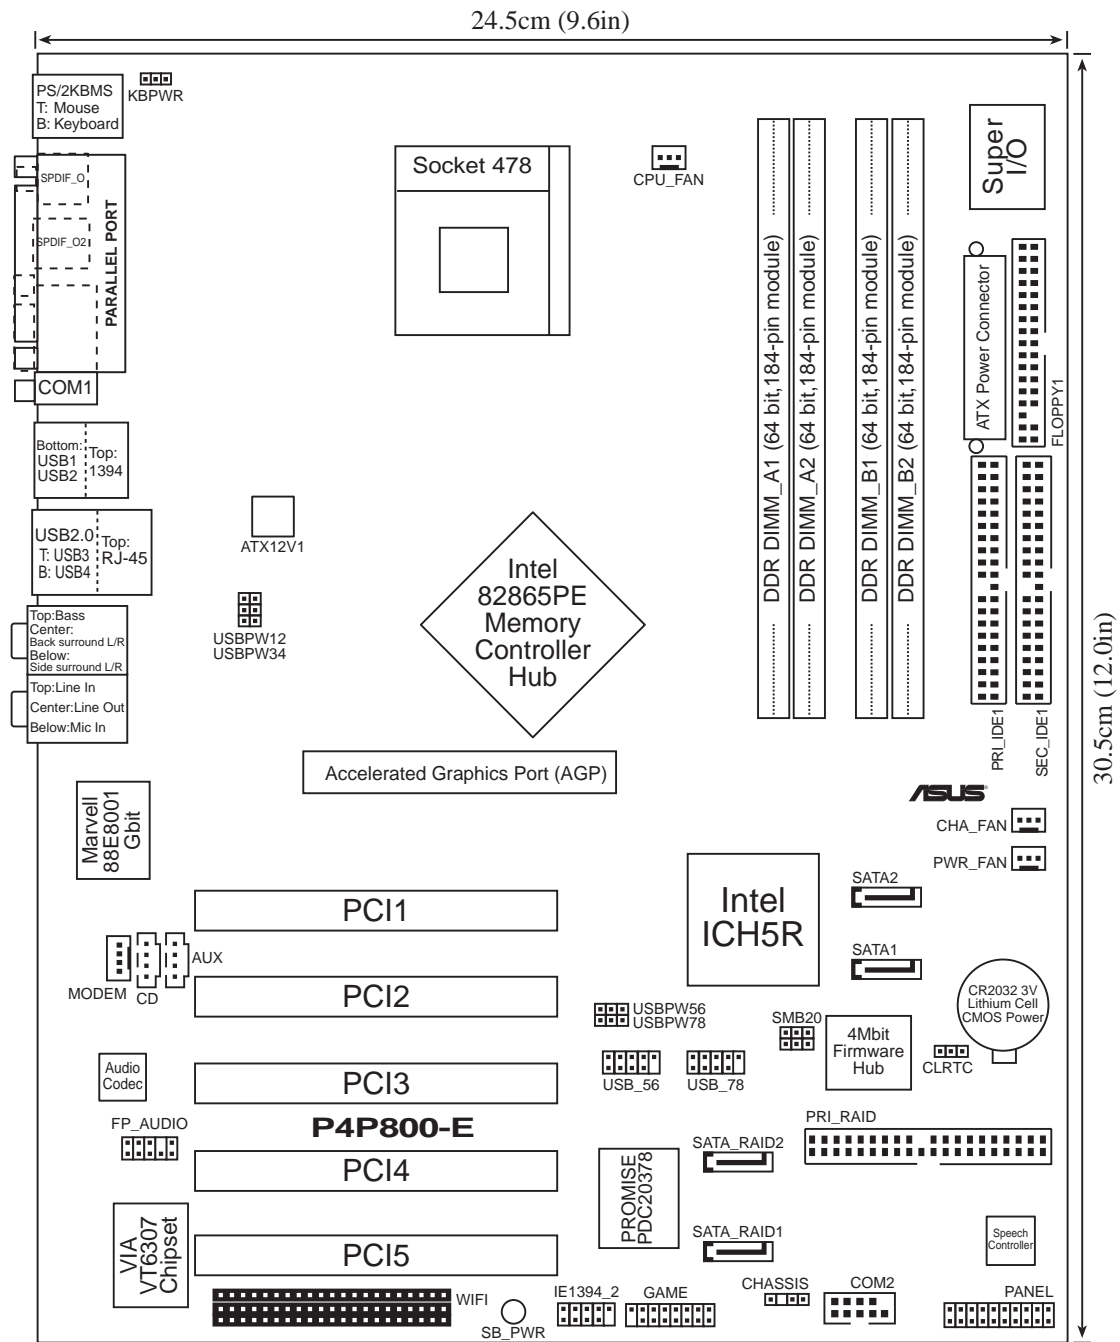 24.5cm (9.6in)
PS/2KBMS
T: Mouse
B: Keyboard
KBPWR
SPDIF_O
SPDIF_O2
PARALLEL PORT
COM1
Socket 478
CPU_FAN
DDR DIMM_A1 (64 bit,184-pin module)
DDR DIMM_A2 (64 bit,184-pin module)
DDR DIMM_B1 (64 bit,184-pin module)
DDR DIMM_B2 (64 bit,184-pin module)
Super
I/O
ATX Power Connector
FLOPPY1
Bottom:
USB1
USB2
Top:
1394
USB2.0
T: USB3
B: USB4
Top:
RJ-45
ATX12V1
USBPW12
USBPW34
Intel
82865PE
Memory
Controller
Hub
Top:Bass
Center:
Back surround L/R
Below:
Side surround L/R
Top:Line In
Center:Line Out
Below:Mic In
PRI_IDE1
SEC_IDE1
30.5cm (12.0in)
Accelerated Graphics Port (AGP)
ASUS
CHA_FAN
PWR_FAN
Marvell
88E8001
Gbit
PCI1
Intel
ICH5R
SATA2
SATA1
MODEM
CD
AUX
PCI2
USBPW56
USBPW78
SMB20
CR2032 3V
Lithium Cell
CMOS Power
4Mbit
Firmware
Hub
CLRTC
Audio
Codec
PCI3
USB_56
USB_78
FP_AUDIO
P4P800-E
PRI_RAID
PCI4
PROMISE
PDC20378
SATA_RAID2
SATA_RAID1
VIA
VT6307
Chipset
PCI5
Speech
Controller
WIFI
SB_PWR
IE1394_2
GAME
CHASSIS
COM2
PANEL